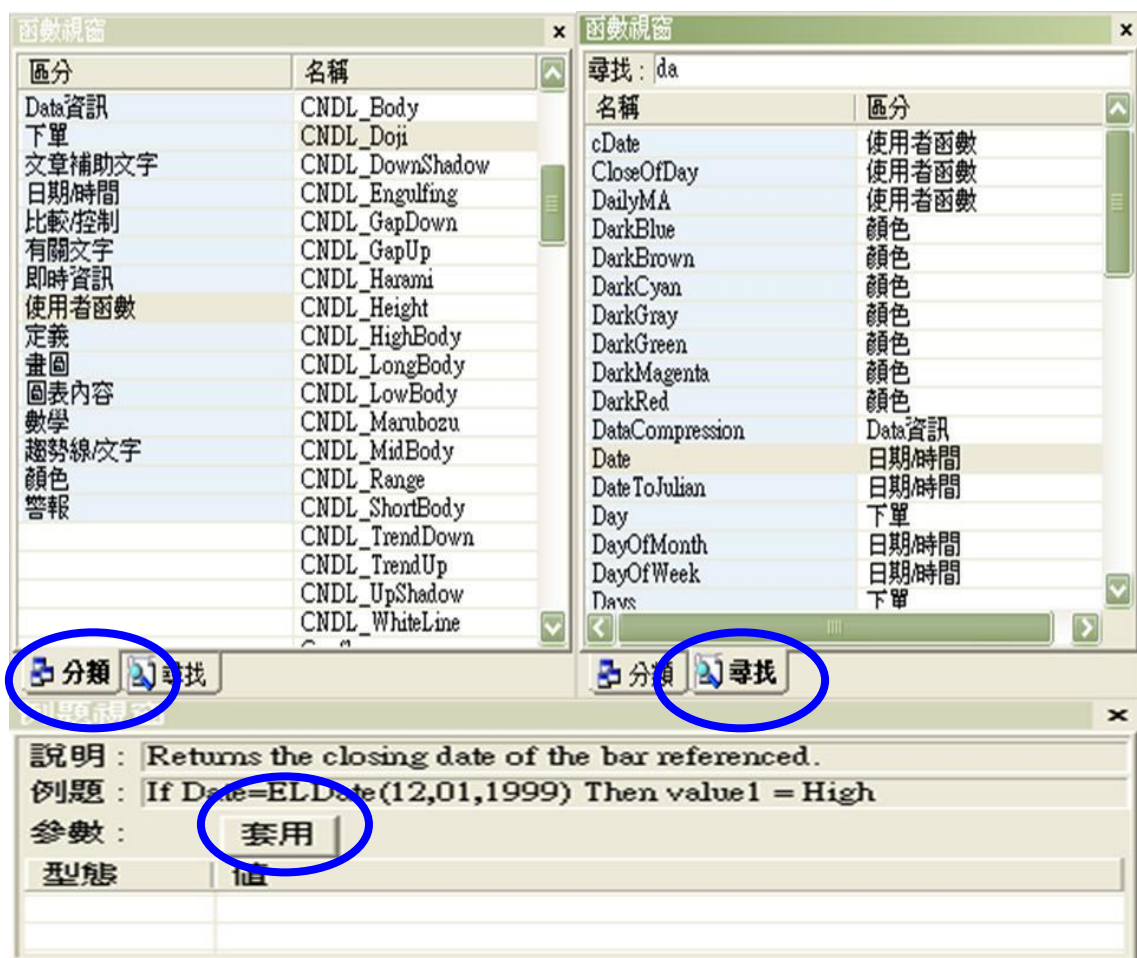 函數視窗
區分 名稱
Data資訊 CNDL_Body
下單 CNDL_Doji
文章補助文字 CNDL_DownShadow
日期/時間 CNDL_Engulfing
比較/控制 CNDL_GapDown
有關文字 CNDL_GapUp
即時資訊 CNDL_Harami
使用者函數 CNDL_Height
定義 CNDL_HighBody
畫圖 CNDL_LongBody
圖表內容 CNDL_LowBody
數學 CNDL_Marubozu
趨勢線/文字 CNDL_MidBody
顏色 CNDL_Range
警報 CNDL_ShortBody
CNDL_TrendDown
CNDL_TrendUp
CNDL_UpShadow
CNDL_WhiteLine
分類 尋找
函數視窗
尋找 : da
名稱 區分
cDate 使用者函數
CloseOfDay 使用者函數
DailyMA 使用者函數
DarkBlue 顏色
DarkBrown 顏色
DarkCyan 顏色
DarkGray 顏色
DarkGreen 顏色
DarkMagenta 顏色
DarkRed 顏色
DataCompression Data資訊
Date 日期/時間
DateToJulian 日期/時間
Day 下單
DayOfMonth 日期/時間
DayOfWeek 日期/時間
Days 下單
分類 尋找
例題視窗
說明 : Returns the closing date of the bar referenced.
例題 : If Date=ELDate(12,01,1999) Then value1 = High
參數 : 套用
型態 值